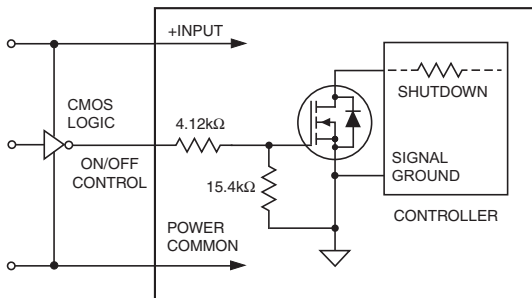 +INPUT
CMOS
LOGIC
4.12kΩ
SHUTDOWN
ON/OFF
CONTROL
15.4kΩ
SIGNAL
GROUND
CONTROLLER
POWER
COMMON